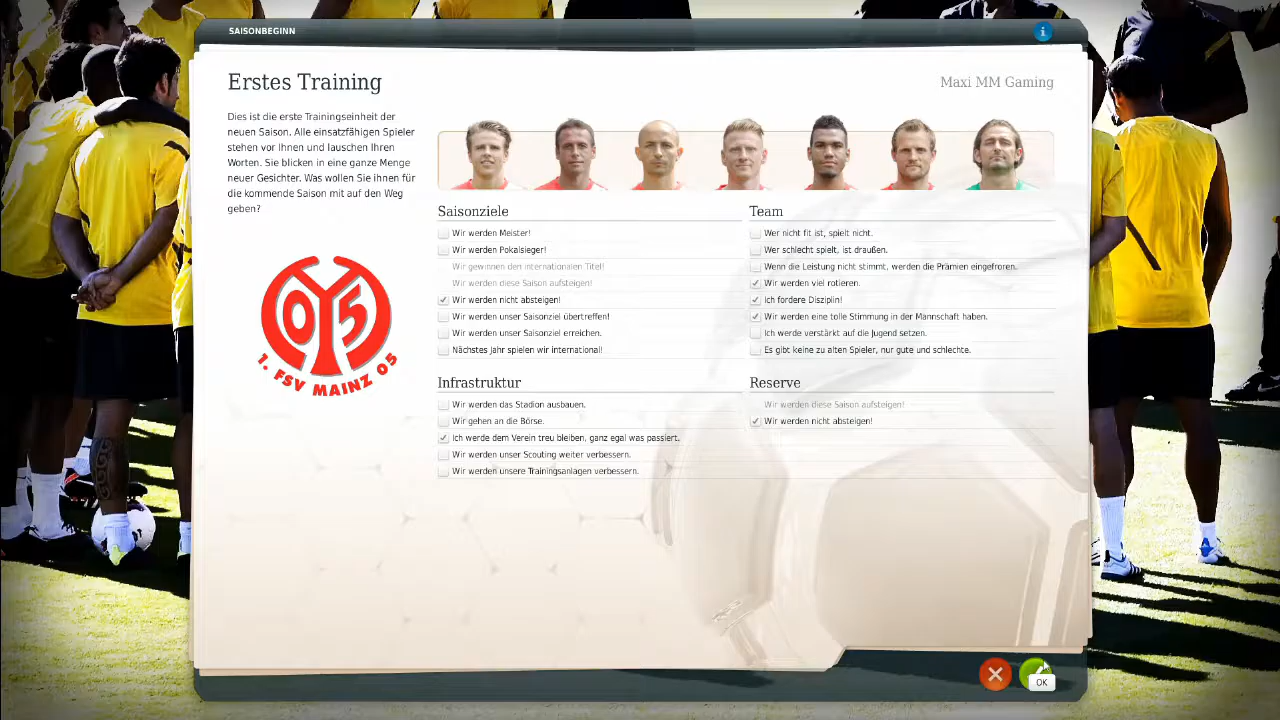 SAISONBEGINN
Erstes Training
Maxi MM Gaming
Dies ist die erste Trainingseinheit der
neuen Saison. Alle einsatzfähigen Spieler
stehen vor Ihnen und lauschen Ihren
Worten. Sie blicken in eine ganze Menge
neuer Gesichter. Was wollen Sie ihnen für
die kommende Saison mit auf den Weg
geben?
05
1. FSV MAINZ 05
Saisonziele
Wir werden Meister!
Wir werden Pokalsieger!
Wir gewinnen den internationalen Titel!
Wir werden diese Saison aufsteigen!
Wir werden nicht absteigen!
Wir werden unser Saisonziel übertreffen!
Wir werden unser Saisonziel erreichen.
Nächstes Jahr spielen wir international!
Team
Wer nicht fit ist, spielt nicht.
Wer schlecht spielt, ist draußen.
Wenn die Leistung nicht stimmt, werden die Prämien eingefroren.
Wir werden viel rotieren.
Ich fordere Disziplin!
Wir werden eine tolle Stimmung in der Mannschaft haben.
Ich werde verstärkt auf die Jugend setzen.
Es gibt keine zu alten Spieler, nur gute und schlechte.
Infrastruktur
Wir werden das Stadion ausbauen.
Wir gehen an die Börse.
Ich werde dem Verein treu bleiben, ganz egal was passiert.
Wir werden unser Scouting weiter verbessern.
Wir werden unsere Trainingsanlagen verbessern.
Reserve
Wir werden diese Saison aufsteigen!
Wir werden nicht absteigen!
OK